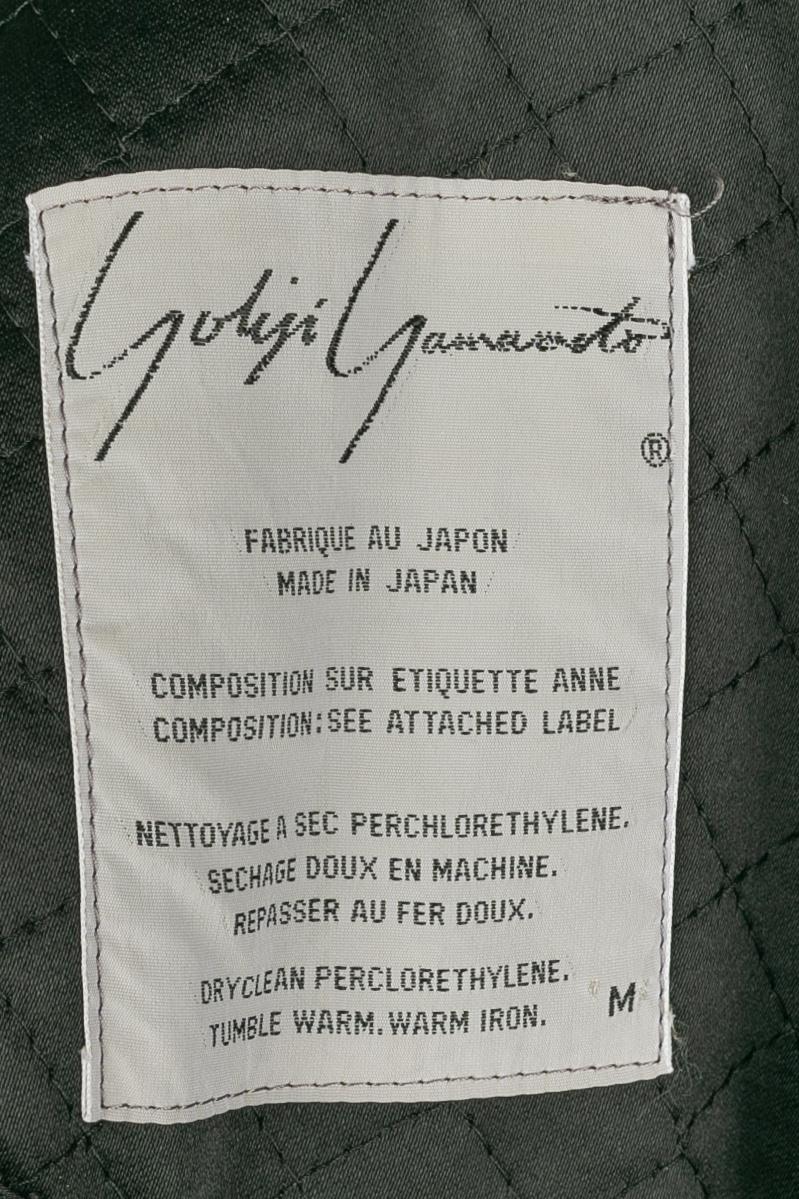 Yohji Yamamoto
®
FABRIQUE AU JAPON
MADE IN JAPAN
COMPOSITION SUR ETIQUETTE ANNE
COMPOSITION:SEE ATTACHED LABEL
NETTOYAGE A SEC PERCHLORETHYLENE.
SECHAGE DOUX EN MACHINE.
REPASSER AU FER DOUX.
DRYCLEAN PERCLORETHYLENE.
TUMBLE WARM. WARM IRON.
M